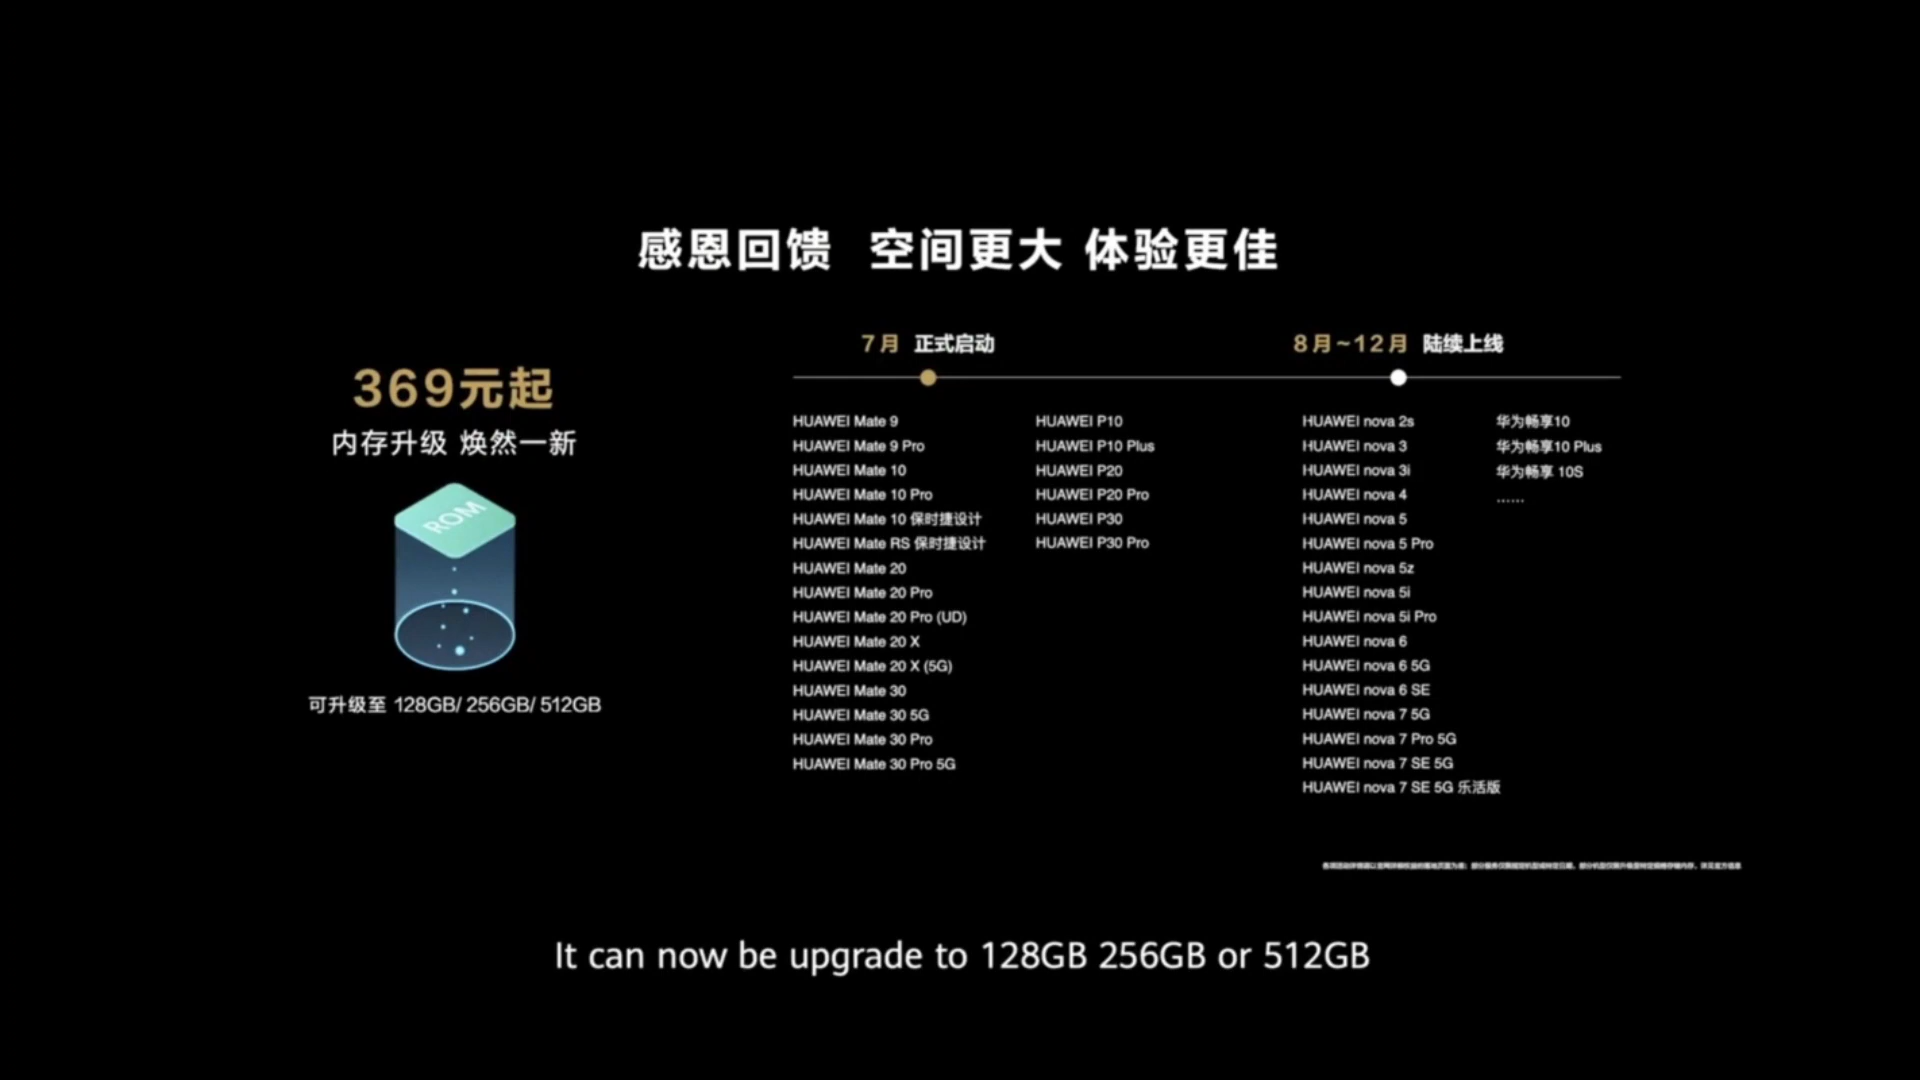 感恩回馈 空间更大 体验更佳
369元起
内存升级 焕然一新
ROM
可升级至 128GB/ 256GB/ 512GB
7月 正式启动
HUAWEI Mate 9
HUAWEI Mate 9 Pro
HUAWEI Mate 10
HUAWEI Mate 10 Pro
HUAWEI Mate 10 保时捷设计
HUAWEI Mate RS 保时捷设计
HUAWEI Mate 20
HUAWEI Mate 20 Pro
HUAWEI Mate 20 Pro (UD)
HUAWEI Mate 20 X
HUAWEI Mate 20 X (5G)
HUAWEI Mate 30
HUAWEI Mate 30 5G
HUAWEI Mate 30 Pro
HUAWEI Mate 30 Pro 5G
HUAWEI P10
HUAWEI P10 Plus
HUAWEI P20
HUAWEI P20 Pro
HUAWEI P30
HUAWEI P30 Pro
8月~12月 陆续上线
HUAWEI nova 2s
HUAWEI nova 3
HUAWEI nova 3i
HUAWEI nova 4
HUAWEI nova 5
HUAWEI nova 5 Pro
HUAWEI nova 5z
HUAWEI nova 5i
HUAWEI nova 5i Pro
HUAWEI nova 6
HUAWEI nova 6 5G
HUAWEI nova 6 SE
HUAWEI nova 7 5G
HUAWEI nova 7 Pro 5G
HUAWEI nova 7 SE 5G
HUAWEI nova 7 SE 5G 乐活版
华为畅享10
华为畅享10 Plus
华为畅享 10S
......
It can now be upgrade to 128GB 256GB or 512GB